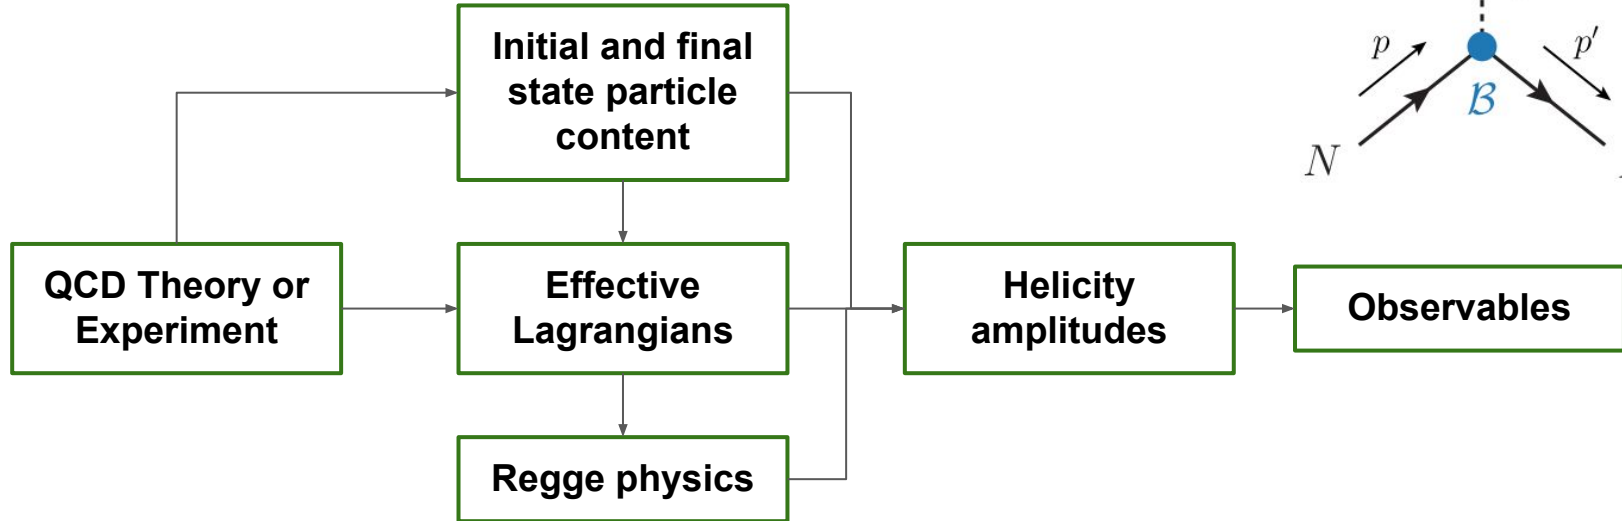 Initial and final
state particle
content
p
p′
ℬ
N
QCD Theory or
Experiment
Effective
Lagrangians
Helicity
amplitudes
Observables
Regge physics